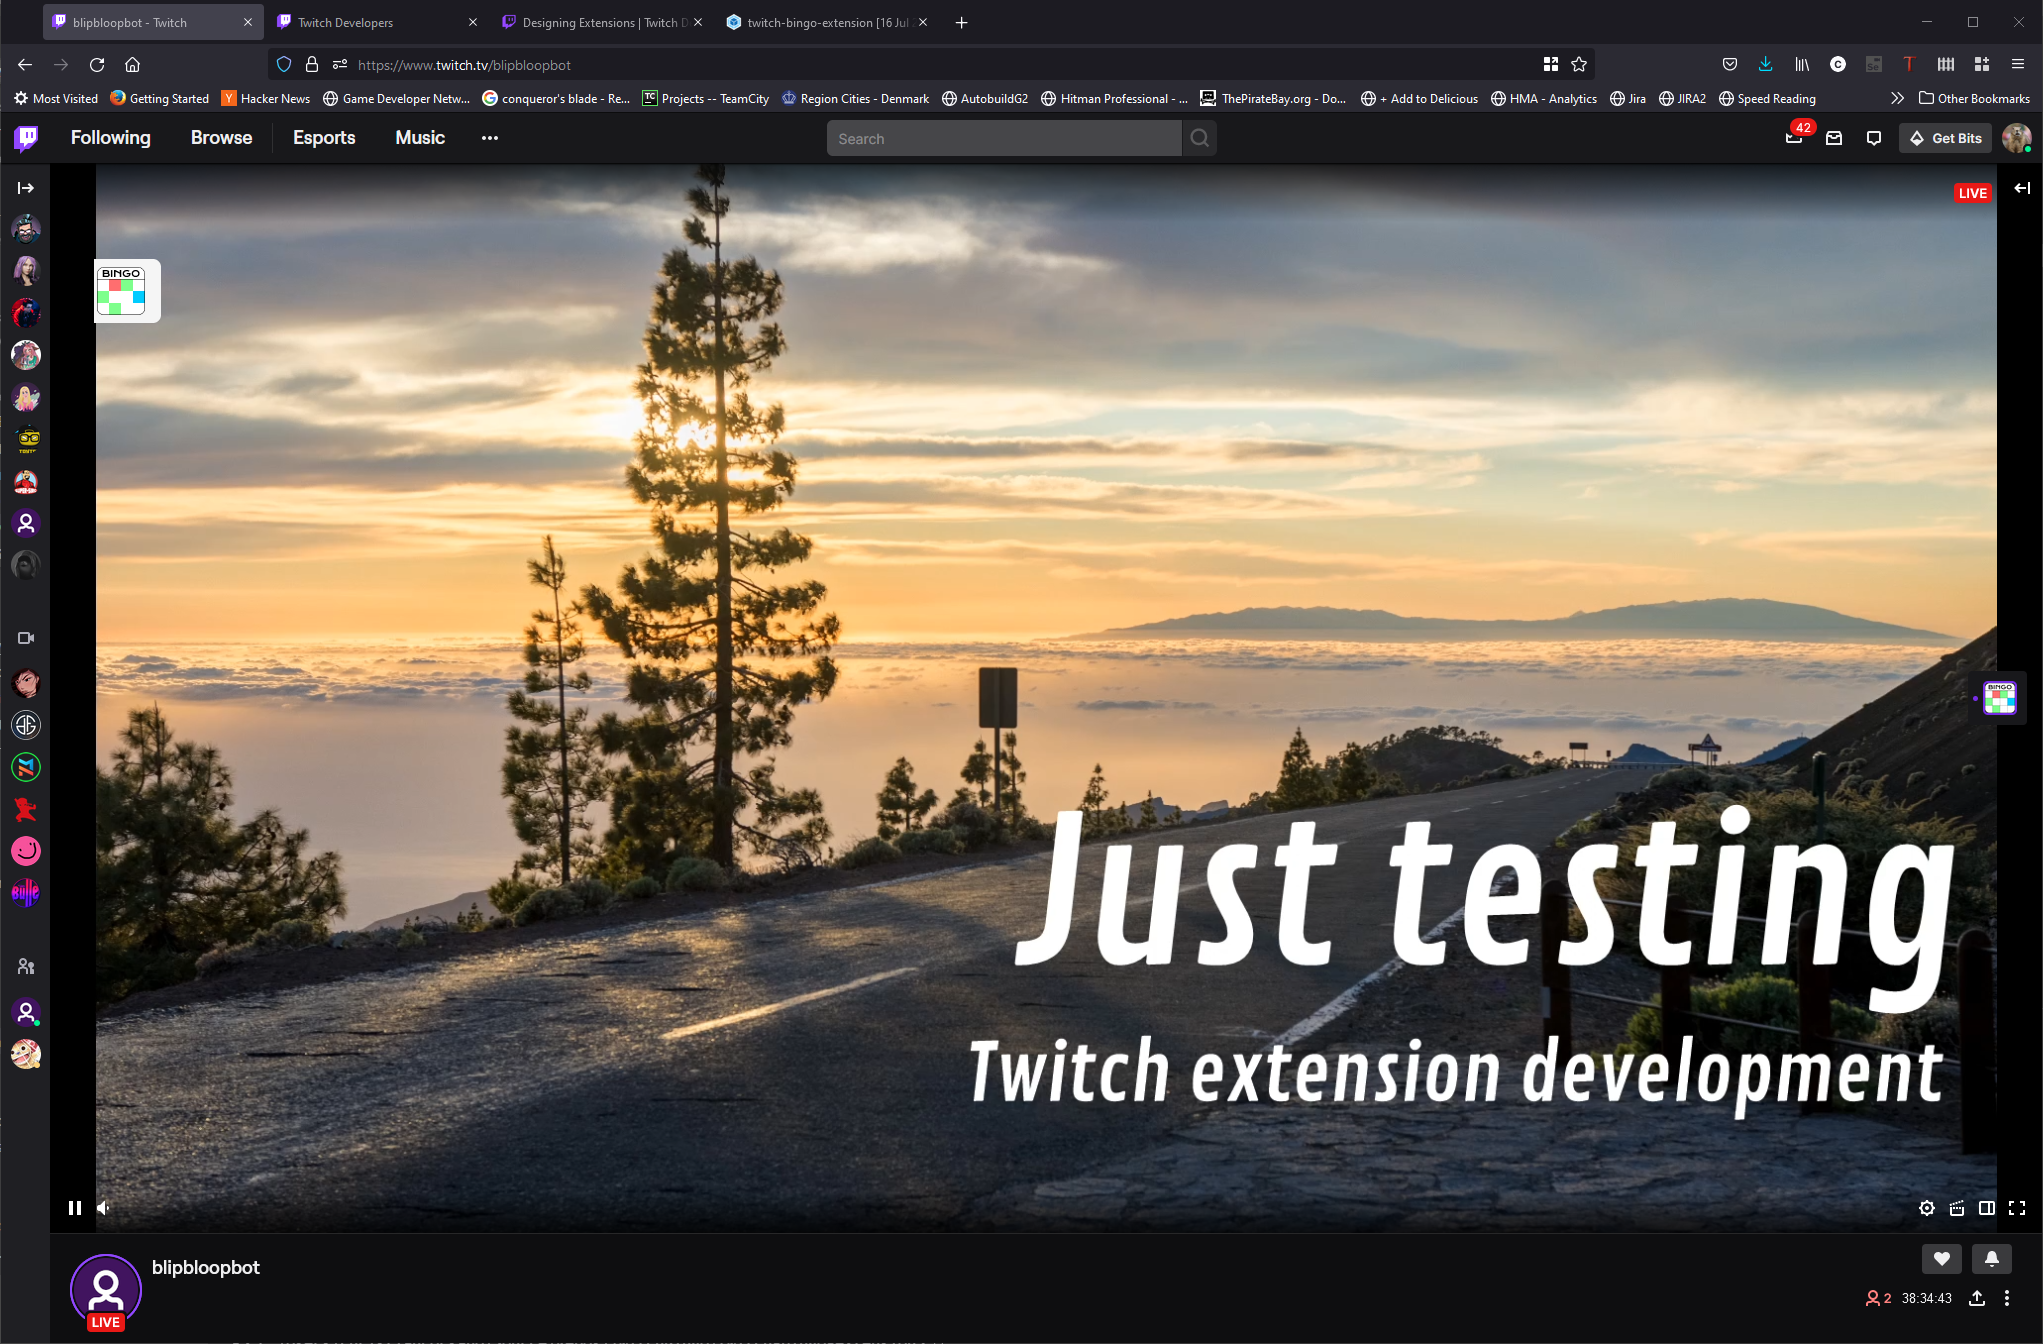 blipbloopbot - Twitch
Twitch Developers
Designing Extensions | Twitch D
twitch-bingo-extension [16 Jul
https://www.twitch.tv/blipbloopbot
Most Visited
Getting Started
Hacker News
Game Developer Netw...
conqueror's blade - Re...
Projects -- TeamCity
Region Cities - Denmark
AutobuildG2
Hitman Professional - ...
ThePirateBay.org - Do...
+ Add to Delicious
HMA - Analytics
Jira
JIRA2
Speed Reading
Other Bookmarks
Following
Browse
Esports
Music
Search
42
Get Bits
LIVE
BINGO
BINGO
Just testing
Twitch extension development
blipbloopbot
LIVE
2
38:34:43